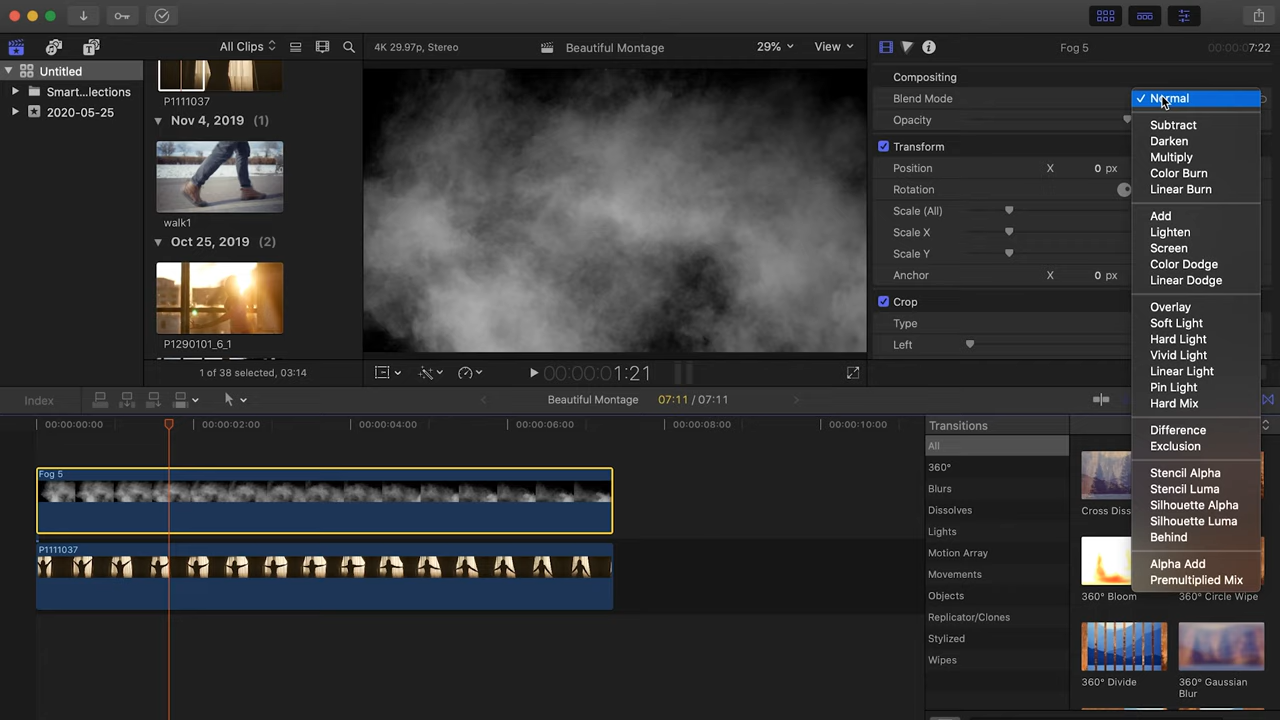 All Clips
4K 29.97p, Stereo
Beautiful Montage
29%
View
Fog 5
7:22
Untitled
Smart...lections
2020-05-25
P1111037
Nov 4, 2019 (1)
walk1
Oct 25, 2019 (2)
P1290101_6_1
1 of 38 selected, 03:14
00:00:00
1:21
Compositing
Blend Mode
Opacity
Transform
Position X 0 px
Rotation
Scale (All)
Scale X
Scale Y
Anchor X 0 px
Crop
Type
Left
✓ Normal
Subtract
Darken
Multiply
Color Burn
Linear Burn
Add
Lighten
Screen
Color Dodge
Linear Dodge
Overlay
Soft Light
Hard Light
Vivid Light
Linear Light
Pin Light
Hard Mix
Difference
Exclusion
Stencil Alpha
Stencil Luma
Silhouette Alpha
Silhouette Luma
Behind
Alpha Add
Premultiplied Mix
Index
Beautiful Montage
07:11 / 07:11
00:00:00:00
00:00:02:00
00:00:04:00
00:00:06:00
00:00:08:00
00:00:10:00
Fog 5
P1111037
Transitions
All
360°
Blurs
Dissolves
Lights
Motion Array
Movements
Objects
Replicator/Clones
Stylized
Wipes
Cross Diss
360° Bloom
360° Circle Wipe
360° Divide
360° Gaussian
Blur